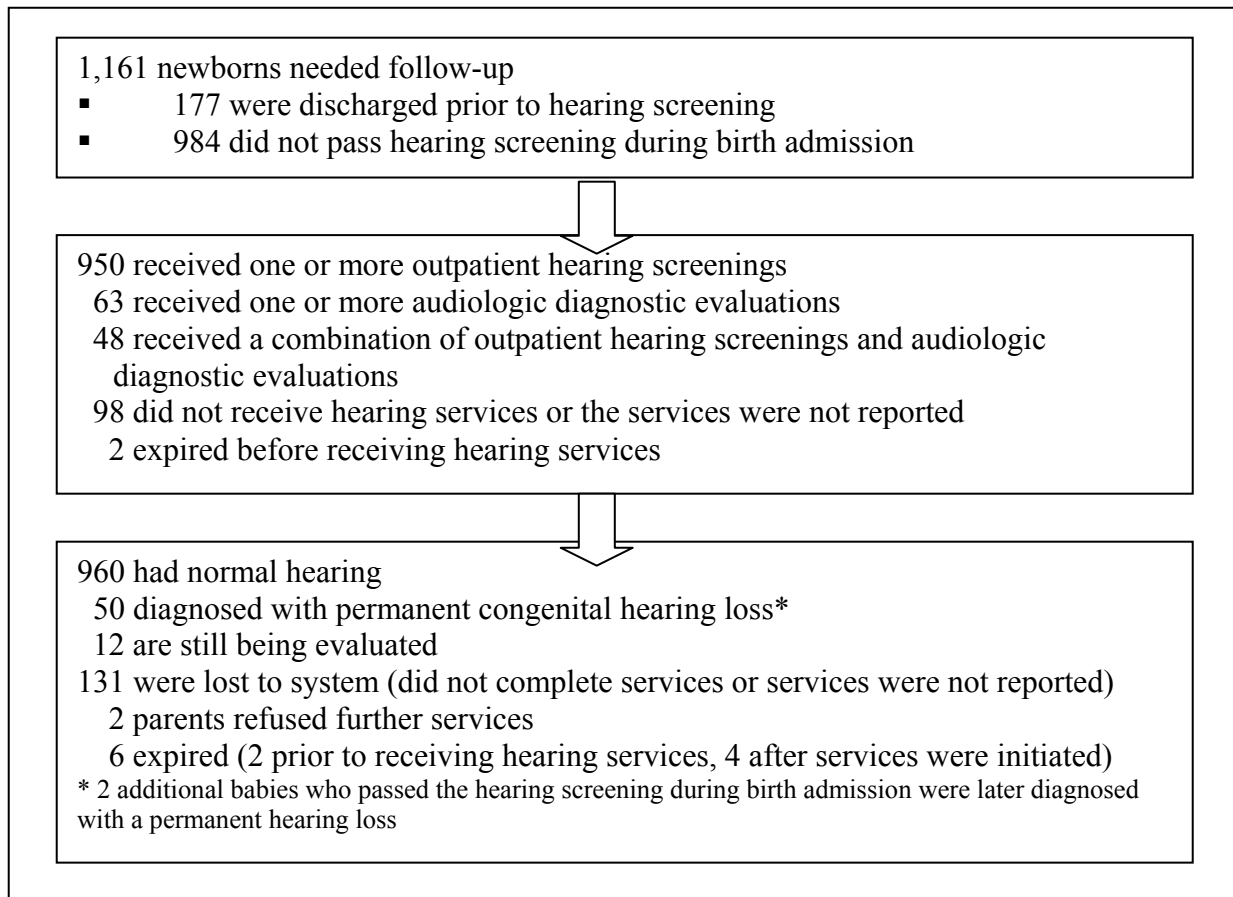 1,161 newborns needed follow-up
▪ 177 were discharged prior to hearing screening
▪ 984 did not pass hearing screening during birth admission
950 received one or more outpatient hearing screenings
63 received one or more audiologic diagnostic evaluations
48 received a combination of outpatient hearing screenings and audiologic
diagnostic evaluations
98 did not receive hearing services or the services were not reported
2 expired before receiving hearing services
960 had normal hearing
50 diagnosed with permanent congenital hearing loss*
12 are still being evaluated
131 were lost to system (did not complete services or services were not reported)
2 parents refused further services
6 expired (2 prior to receiving hearing services, 4 after services were initiated)
* 2 additional babies who passed the hearing screening during birth admission were later diagnosed
with a permanent hearing loss